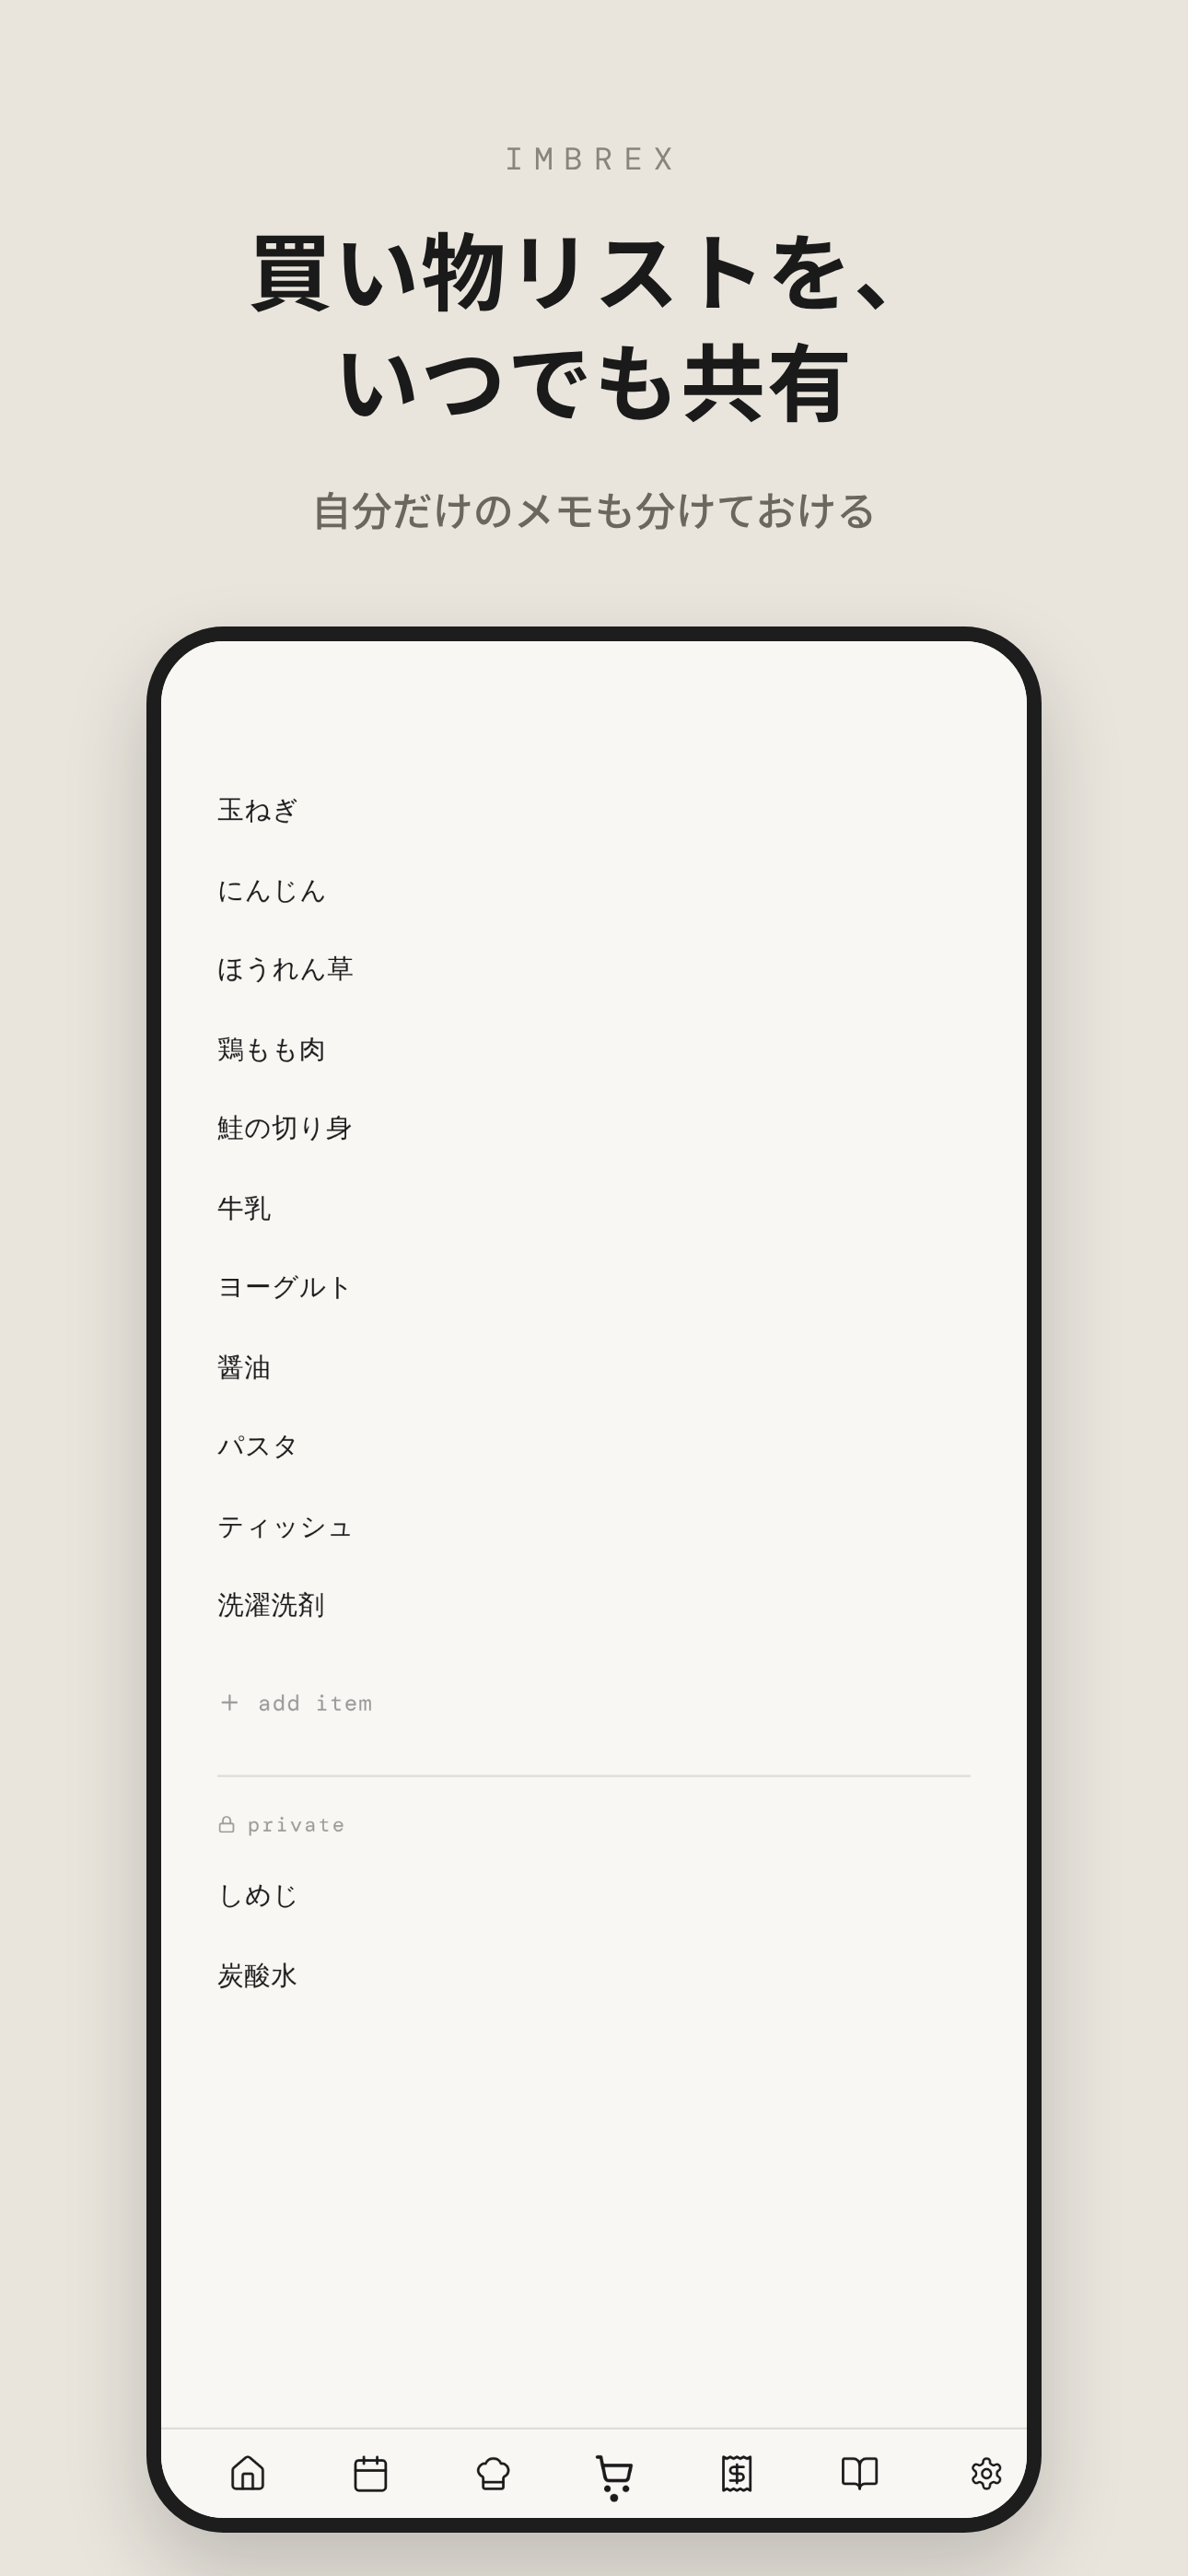 IMBREX
買い物リストを、
いつでも共有
自分だけのメモも分けておける
玉ねぎ
にんじん
ほうれん草
鶏もも肉
鮭の切り身
牛乳
ヨーグルト
醤油
パスタ
ティッシュ
洗濯洗剤
+ add item
private
しめじ
炭酸水